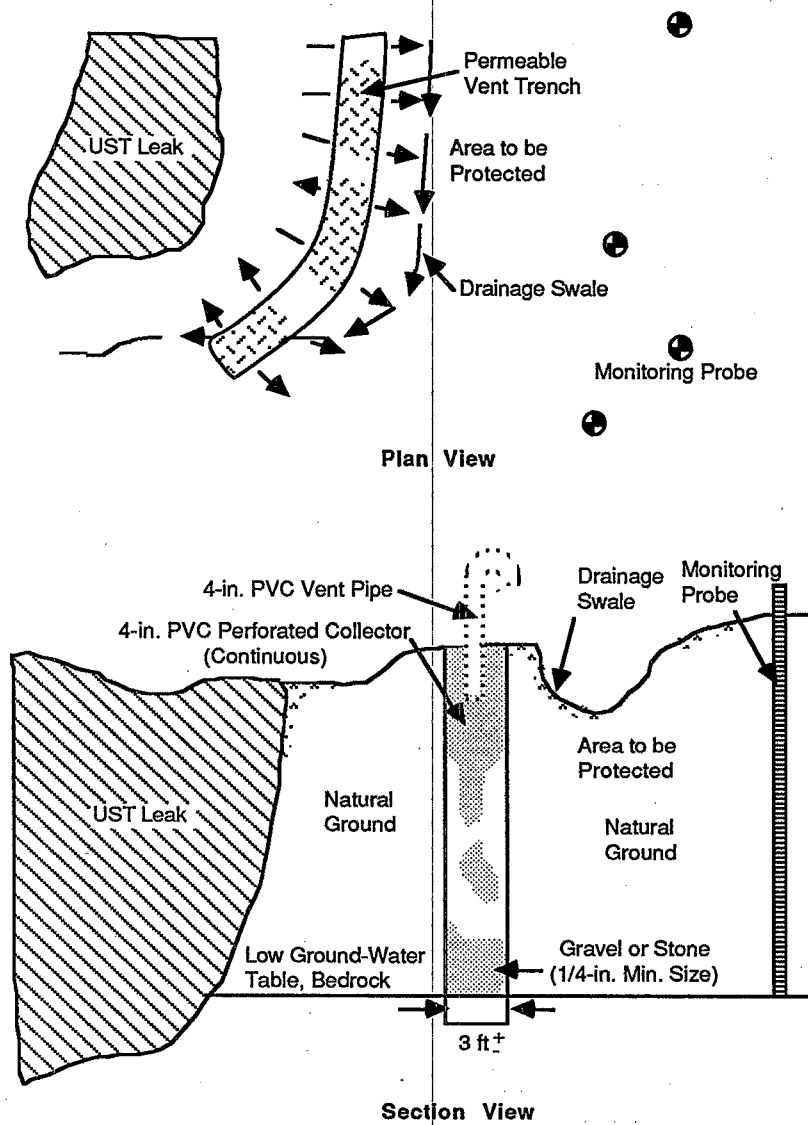 Permeable
Vent Trench
UST Leak
Area to be
Protected
Drainage Swale
Monitoring Probe
Plan View
4-in. PVC Vent Pipe
Drainage
Swale
Monitoring
Probe
4-in. PVC Perforated Collector
(Continuous)
Area to be
Protected
UST Leak
Natural
Ground
Natural
Ground
Low Ground-Water
Table, Bedrock
Gravel or Stone
(1/4-in. Min. Size)
3 ft ±
Section View